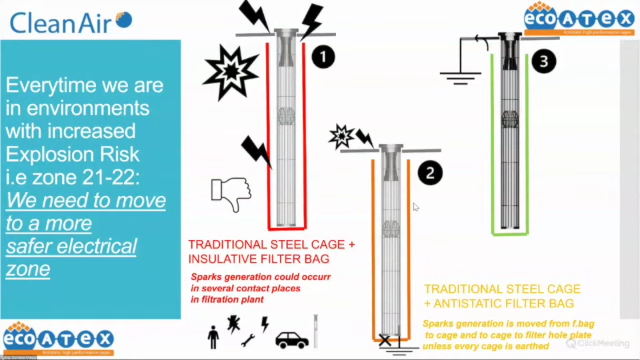 CleanAir
ecoATEX
Everytime we are
in environments
with increased
Explosion Risk
i.e zone 21-22:
We need to move
to a more
safer electrical
zone
1
2
3
TRADITIONAL STEEL CAGE +
INSULATIVE FILTER BAG
Sparks generation could occurr
in several contact places
in filtration plant
TRADITIONAL STEEL CAGE
+ ANTISTATIC FILTER BAG
Sparks generation is moved from f.bag
to cage and to cage to filter hole plate
unless every cage is earthed
ecoATEX
ClickMeeting